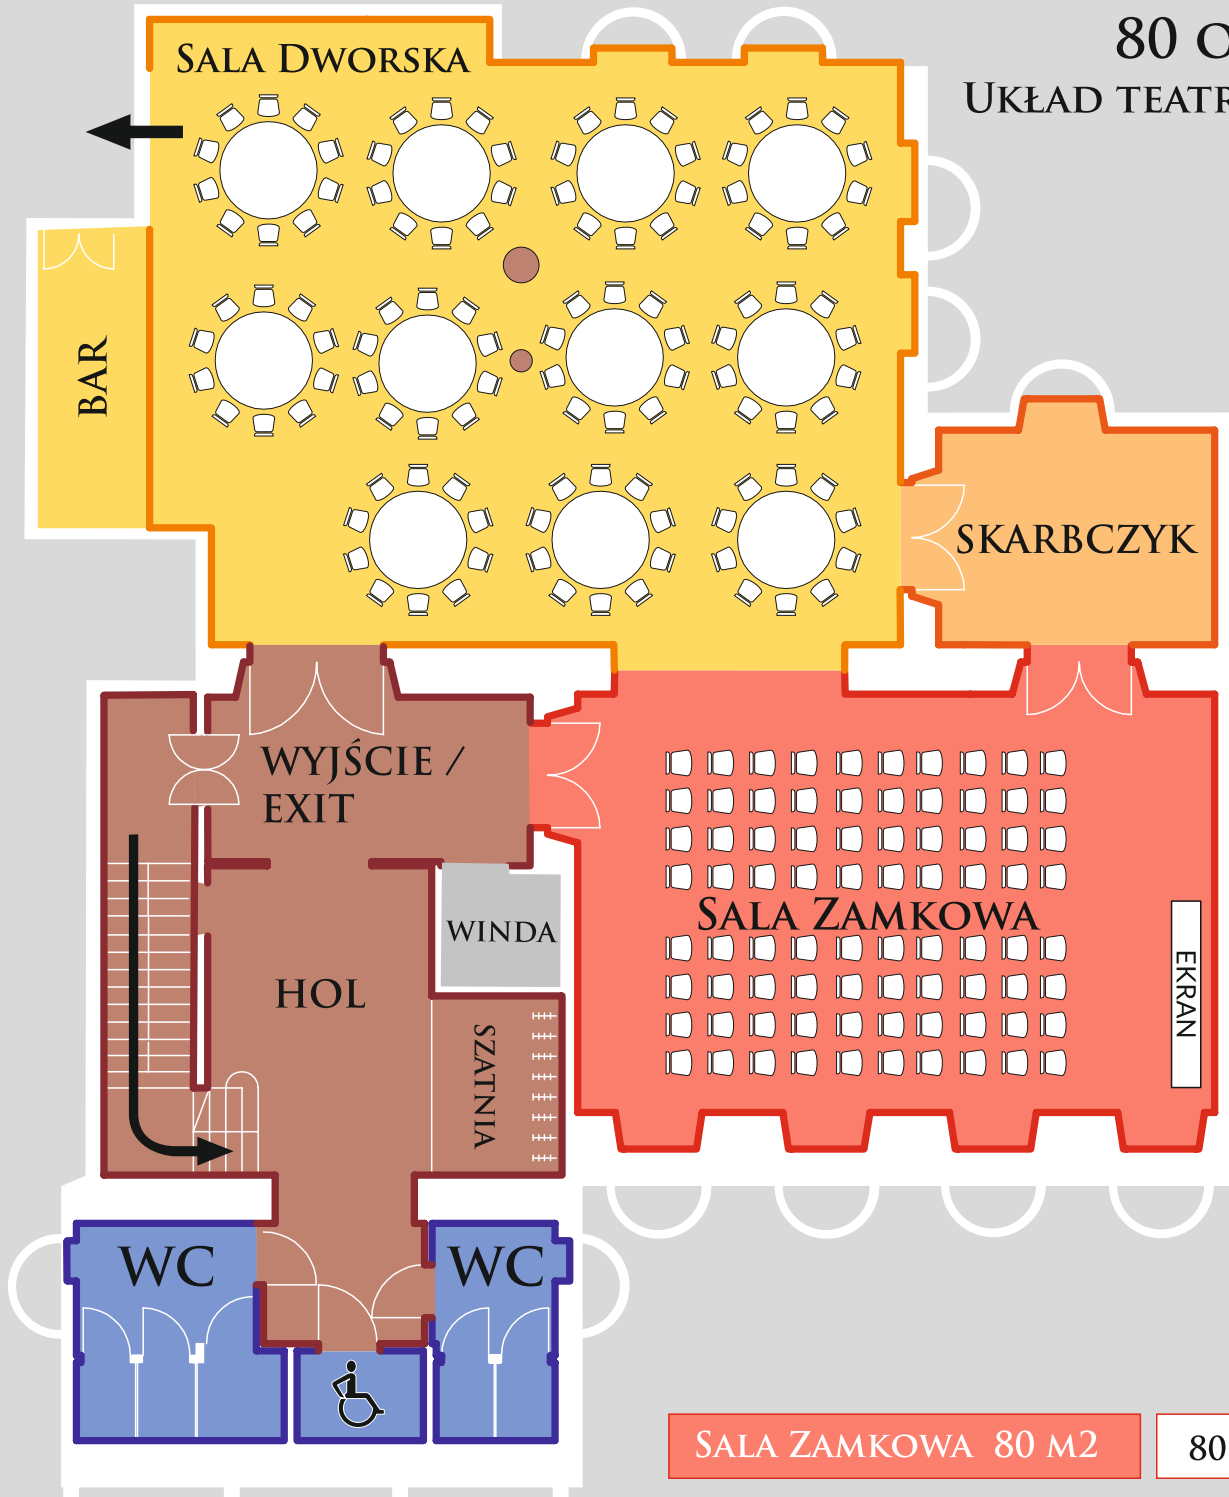 80 O
UKŁAD TEATR
SALA DWORSKA
BAR
SKARBCZYK
WYJŚCIE /
EXIT
WINDA
SALA ZAMKOWA
EKRAN
HOL
SZATNIA
WC
WC
SALA ZAMKOWA 80 M2
80